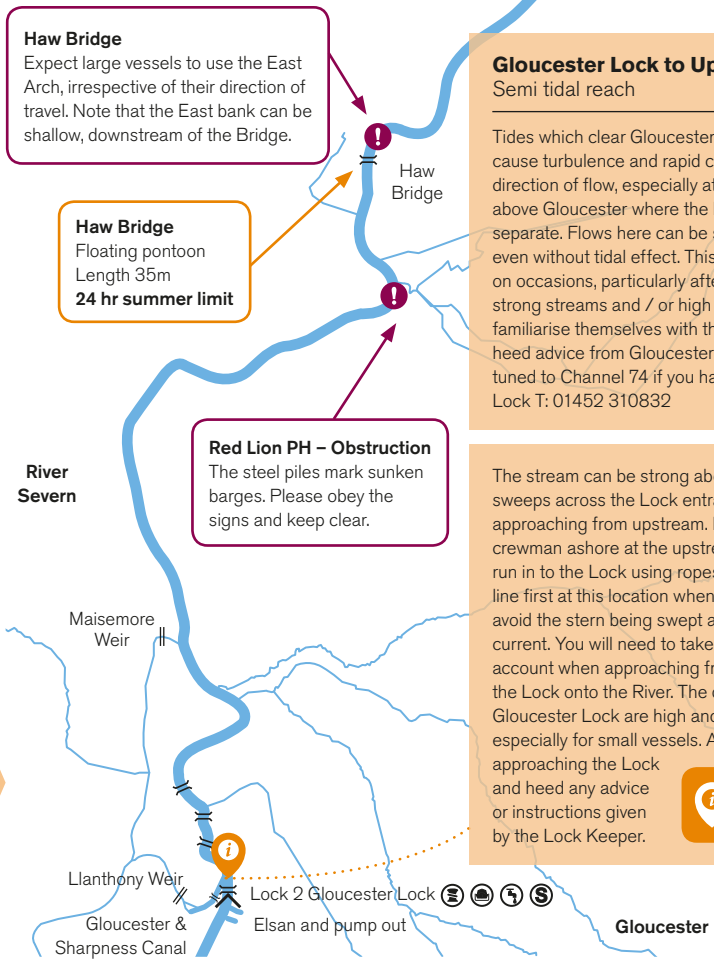 Haw Bridge
Expect large vessels to use the East
Arch, irrespective of their direction of
travel. Note that the East bank can be
shallow, downstream of the Bridge.
Haw
Bridge
Haw Bridge
Floating pontoon
Length 35m
24 hr summer limit
Red Lion PH – Obstruction
The steel piles mark sunken
barges. Please obey the
signs and keep clear.
River
Severn
Maisemore
Weir
Llanthony Weir
Lock 2 Gloucester Lock
S
Gloucester &
Sharpness Canal
Elsan and pump out
Gloucester
Gloucester Lock to Up
Semi tidal reach
Tides which clear Gloucester
cause turbulence and rapid c
direction of flow, especially at
above Gloucester where the
separate. Flows here can be s
even without tidal effect. This
on occasions, particularly afte
strong streams and / or high
familiarise themselves with th
heed advice from Gloucester
tuned to Channel 74 if you ha
Lock T: 01452 310832
The stream can be strong abo
sweeps across the Lock entra
approaching from upstream.
crewman ashore at the upstre
run in to the Lock using ropes
line first at this location when
avoid the stern being swept a
current. You will need to take
account when approaching fr
the Lock onto the River. The
Gloucester Lock are high and
especially for small vessels. A
approaching the Lock
and heed any advice
or instructions given
by the Lock Keeper.